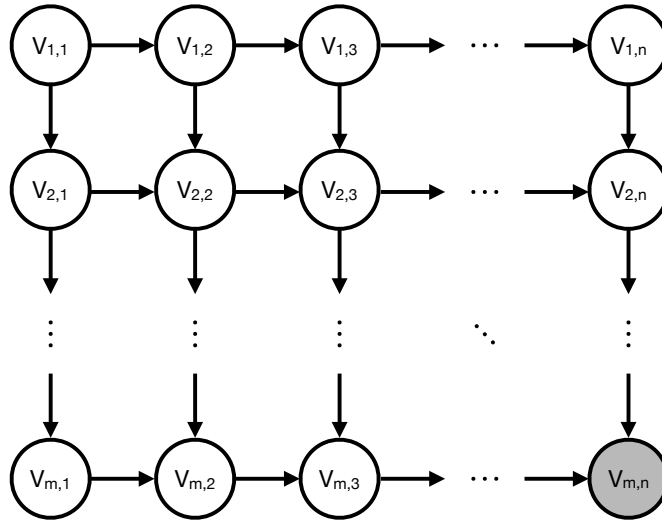 V1,1 V1,2 V1,3 ... V1,n
V2,1 V2,2 V2,3 ... V2,n
⋮ ⋮ ⋮ ⋱ ⋮
Vm,1 Vm,2 Vm,3 ... Vm,n